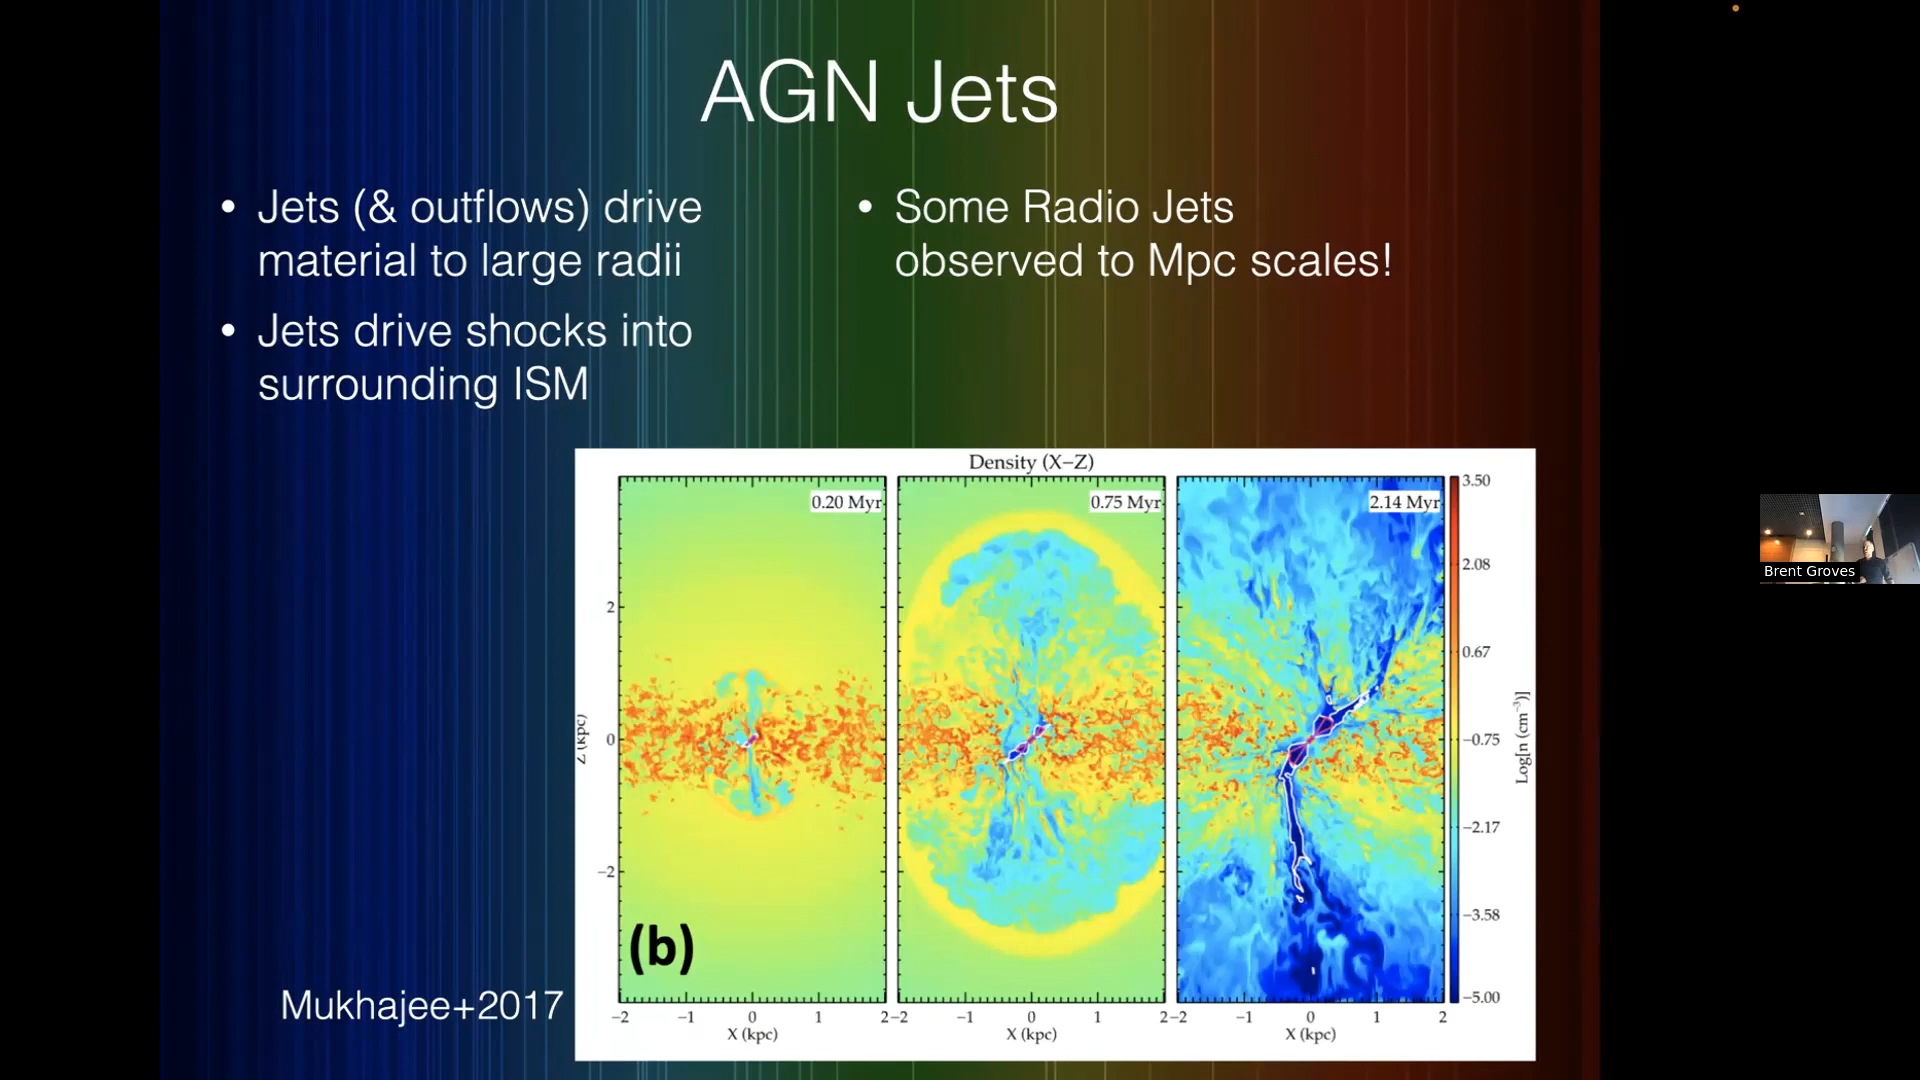 AGN Jets
• Jets (& outflows) drive
material to large radii
• Jets drive shocks into
surrounding ISM
• Some Radio Jets
observed to Mpc scales!
Density (X–Z)
0.20 Myr
0.75 Myr
2.14 Myr
3.50
2.08
0.67
−0.75
−2.17
−3.58
−5.00
Log[n (cm⁻³)]
Z (kpc)
2
0
−2
(b)
−2 −1 0 1 2
−2 −1 0 1 2
−2 −1 0 1 2
X (kpc)
X (kpc)
X (kpc)
Mukhajee+2017
Brent Groves